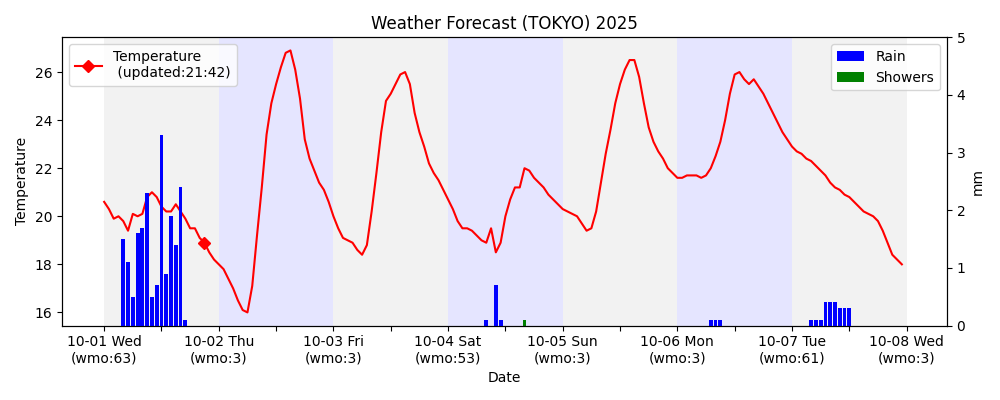 Weather Forecast (TOKYO) 2025
Temperature
(updated:21:42)
Rain
Showers
Temperature
26
24
22
20
18
16
5
4
3
2
1
0
mm
10-01 Wed
(wmo:63)
10-02 Thu
(wmo:3)
10-03 Fri
(wmo:3)
10-04 Sat
(wmo:53)
10-05 Sun
(wmo:3)
10-06 Mon
(wmo:3)
10-07 Tue
(wmo:61)
10-08 Wed
(wmo:3)
Date